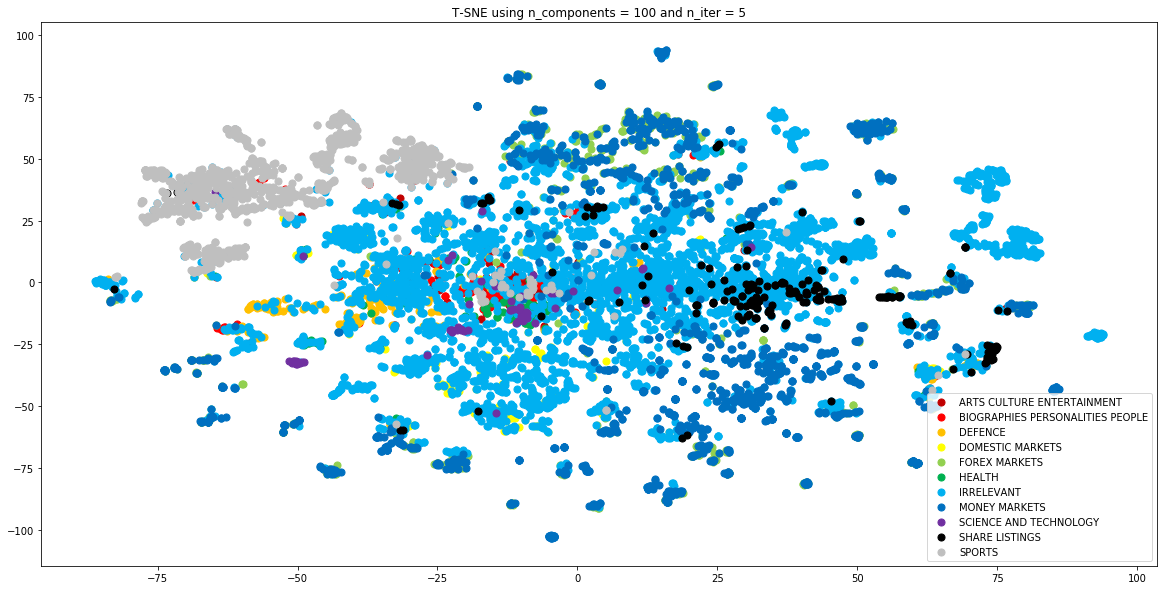 T-SNE using n_components = 100 and n_iter = 5
100
75
50
25
0
−25
−50
−75
−100
−75
−50
−25
0
25
50
75
100
ARTS CULTURE ENTERTAINMENT
BIOGRAPHIES PERSONALITIES PEOPLE
DEFENCE
DOMESTIC MARKETS
FOREX MARKETS
HEALTH
IRRELEVANT
MONEY MARKETS
SCIENCE AND TECHNOLOGY
SHARE LISTINGS
SPORTS